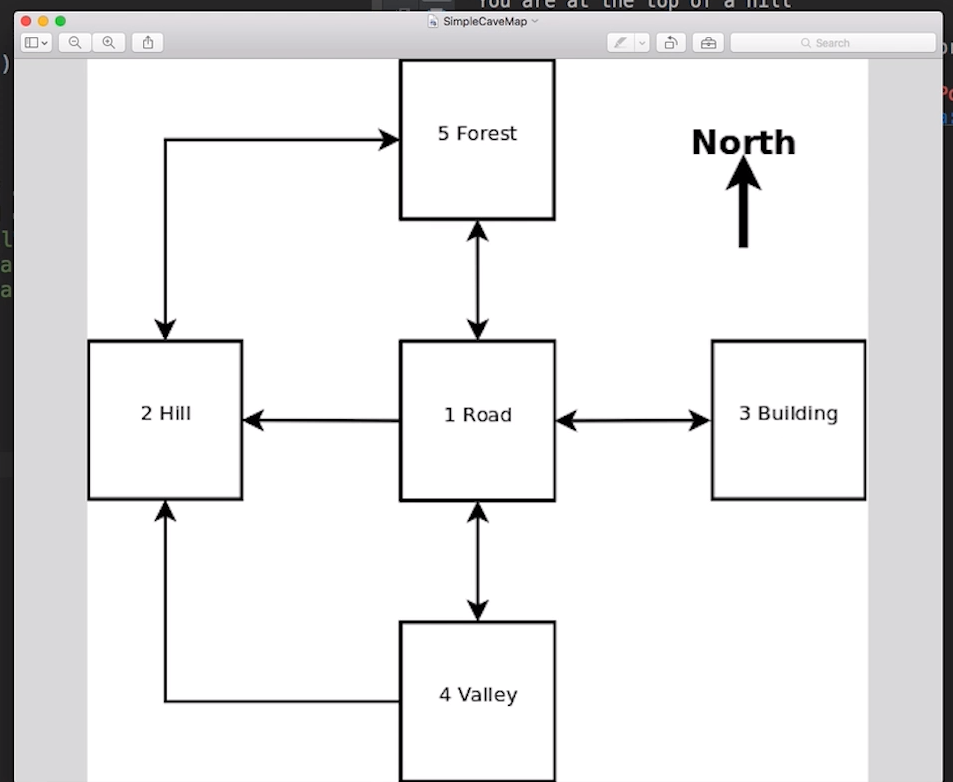 You are at the top of a hill
SimpleCaveMap
Search
)
5 Forest
North
l
a
a
2 Hill
1 Road
3 Building
4 Valley